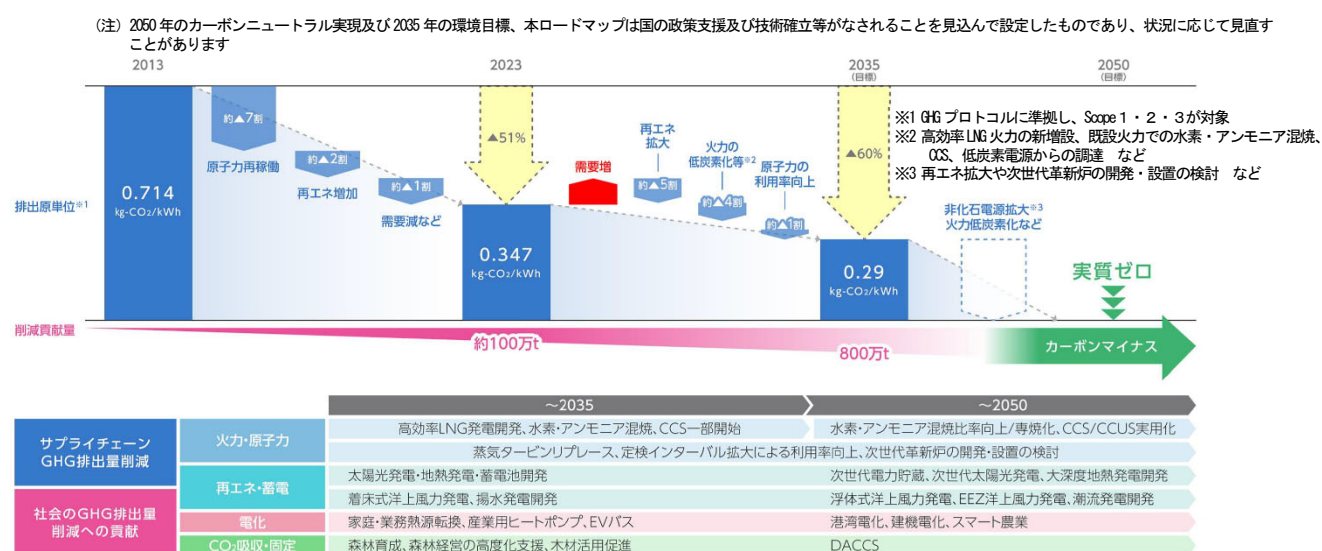 （注）2050年のカーボンニュートラル実現及び2035年の環境目標、本ロードマップは国の政策支援及び技術確立等がなされることを見込んで設定したものであり、状況に応じて見直す
ことがあります
2013
2023
2035
（目標）
2050
（目標）
※1 GHGプロトコルに準拠し、Scope１・２・３が対象
※2 高効率LNG火力の新増設、既設火力での水素・アンモニア混焼、
CCS、低炭素電源からの調達　など
※3 再エネ拡大や次世代革新炉の開発・設置の検討　など
排出原単位※1
0.714
kg-CO₂/kWh
約▲7割
原子力再稼働
約▲2割
再エネ増加
約▲1割
需要減など
▲51%
0.347
kg-CO₂/kWh
需要増
再エネ
拡大
約▲5割
火力の
低炭素化等※2
約▲4割
原子力の
利用率向上
約▲1割
▲60%
0.29
kg-CO₂/kWh
非化石電源拡大※3
火力低炭素化など
実質ゼロ
削減貢献量
約100万t
800万t
カーボンマイナス
～2035
～2050
サプライチェーン
GHG排出量削減
火力・原子力
高効率LNG発電開発、水素・アンモニア混焼、CCS一部開始
水素・アンモニア混焼比率向上/専焼化、CCS/CCUS実用化
蒸気タービンリプレース、定検インターバル拡大による利用率向上、次世代革新炉の開発・設置の検討
再エネ・蓄電
太陽光発電・地熱発電・蓄電池開発
次世代電力貯蔵、次世代太陽光発電、大深度地熱発電開発
着床式洋上風力発電、揚水発電開発
浮体式洋上風力発電、EEZ洋上風力発電、潮流発電開発
社会のGHG排出量
削減への貢献
電化
家庭・業務熱源転換、産業用ヒートポンプ、EVバス
港湾電化、建機電化、スマート農業
CO₂吸収・固定
森林育成、森林経営の高度化支援、木材活用促進
DACCS